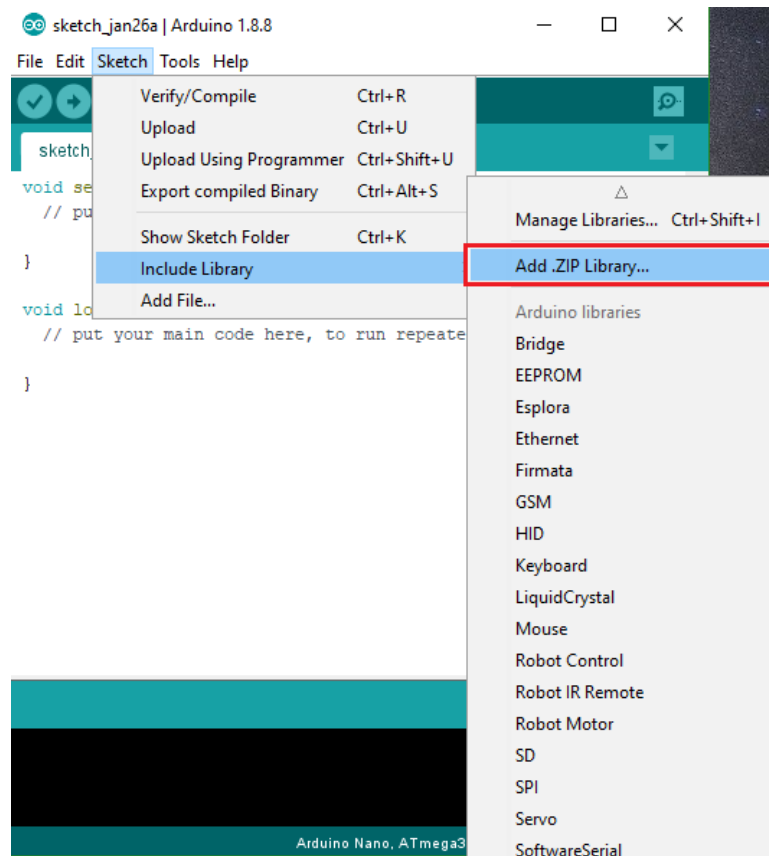 sketch_jan26a | Arduino 1.8.8
File Edit Sketch Tools Help
Verify/Compile Ctrl+R
Upload Ctrl+U
Upload Using Programmer Ctrl+Shift+U
Export compiled Binary Ctrl+Alt+S
Show Sketch Folder Ctrl+K
Include Library
Add File...
sketch_
void se
// pu
}
void lo
// put your main code here, to run repeate
}
Manage Libraries... Ctrl+Shift+I
Add .ZIP Library...
Arduino libraries
Bridge
EEPROM
Esplora
Ethernet
Firmata
GSM
HID
Keyboard
LiquidCrystal
Mouse
Robot Control
Robot IR Remote
Robot Motor
SD
SPI
Servo
SoftwareSerial
Arduino Nano, ATmega3